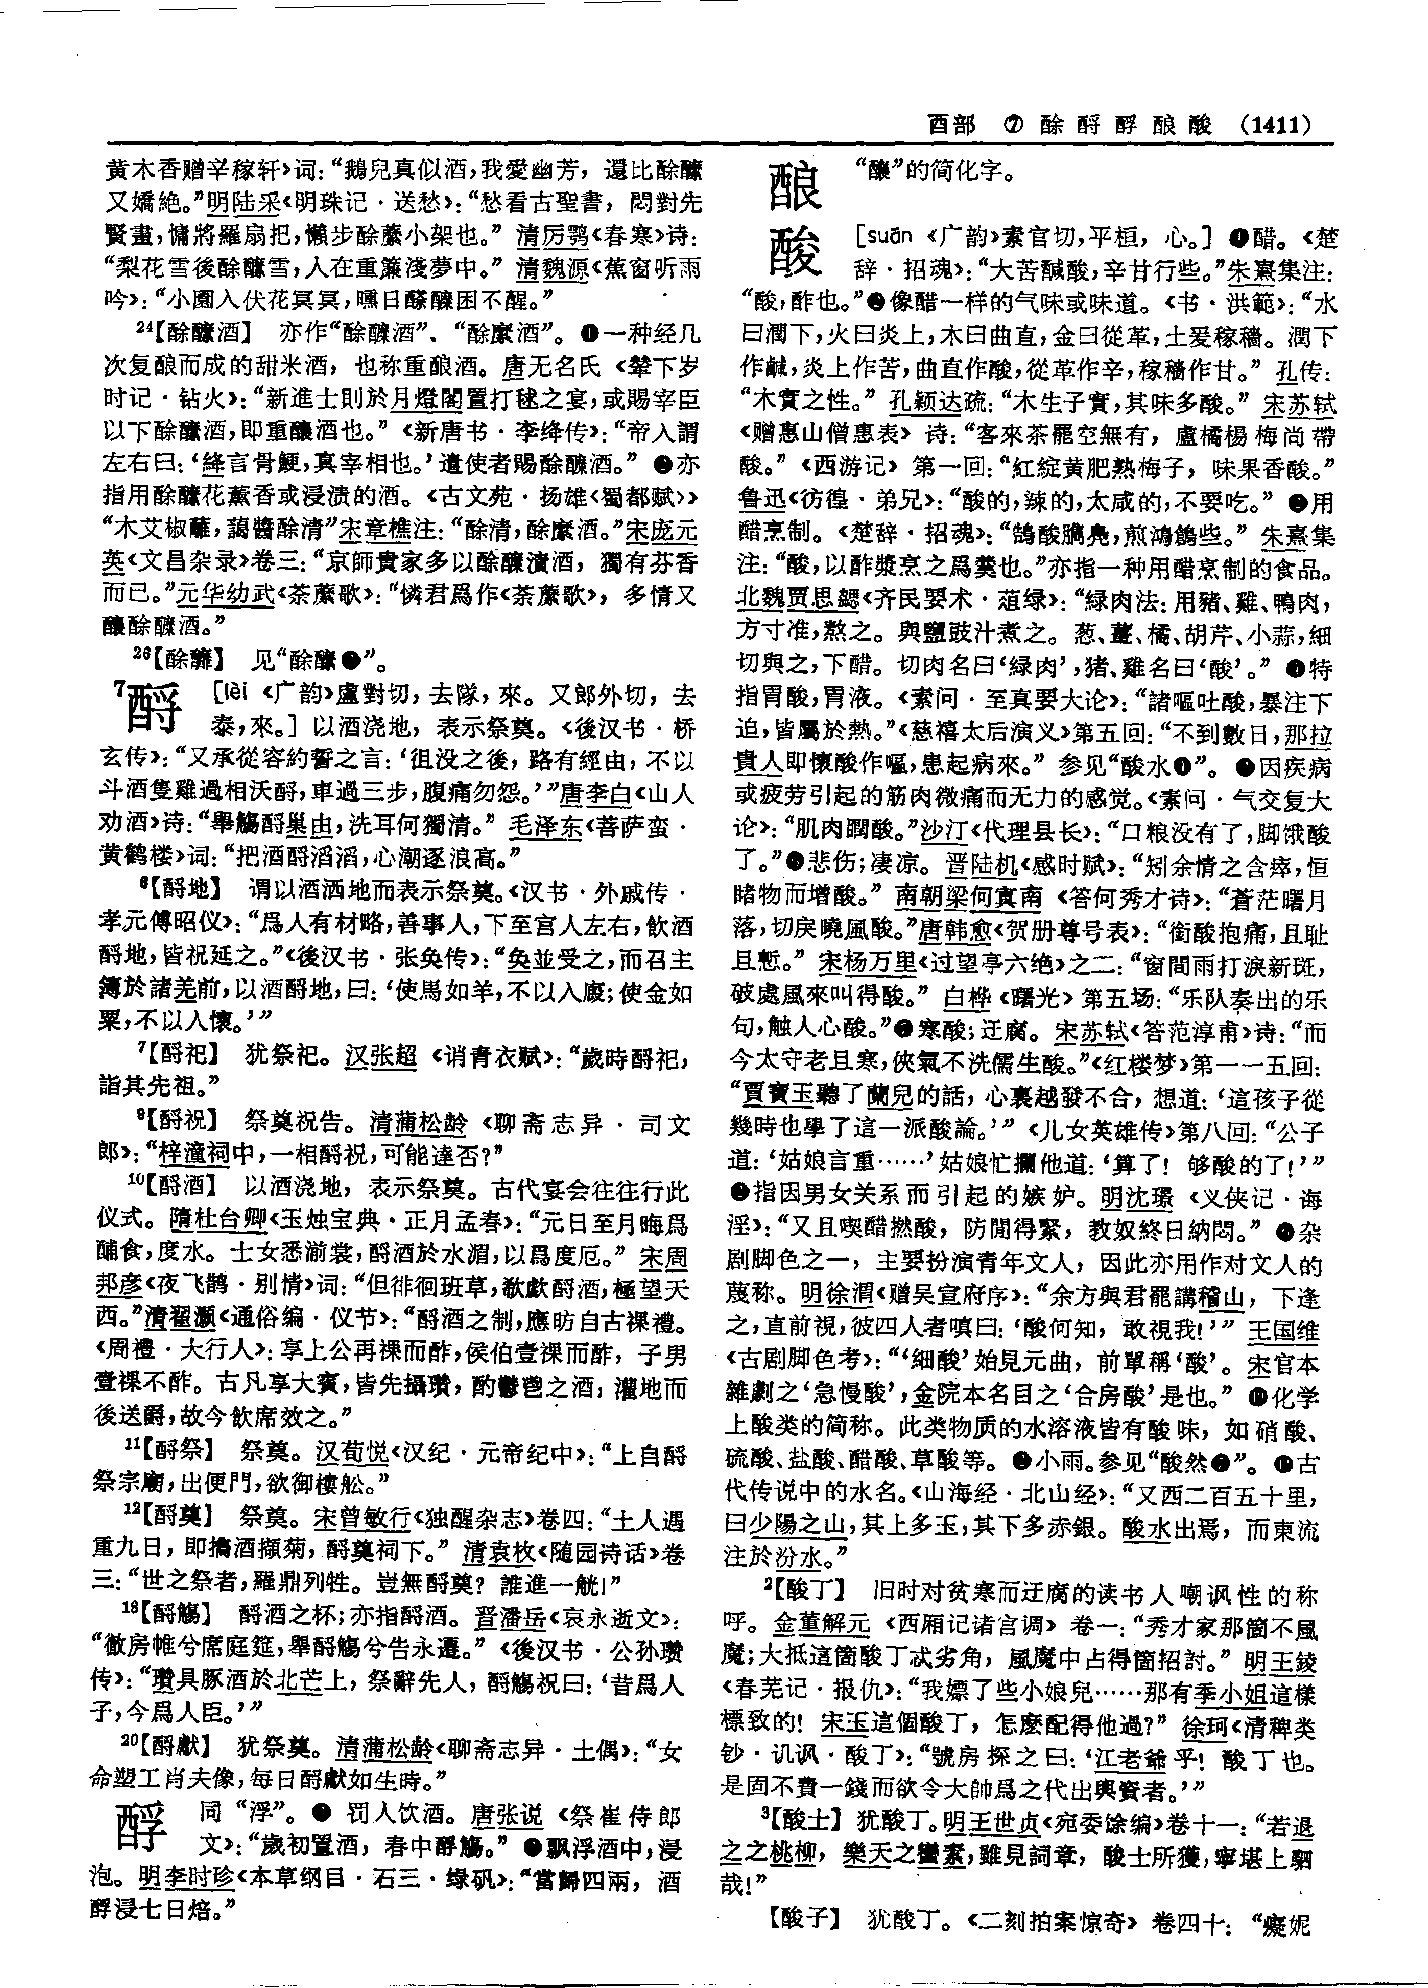 酉部 ⑦ 酴酹酻酿酸 (1411)
黄木香赠辛稼轩》词：“鵝兒真似酒，我愛幽芳，還比酴醾
又嬌絶。”明陆采《明珠记·送愁》：“愁看古聖書，悶對先
賢畫，慵將羅扇把，懶步酴蘼小架也。” 清厉鹗《春寒》诗：
“梨花雪後酴醾雪，人在重簾淺夢中。” 清魏源《蕉窗听雨
吟》：“小園入伏花冥冥，曛日酴醾困不醒。”
²⁴【酴醾酒】 亦作“酴醿酒”、“酴縻酒”。❶一种经几
次复酿而成的甜米酒，也称重酿酒。唐无名氏《輦下岁
时记·钻火》：“新進士則於月燈閣置打毬之宴，或賜宰臣
以下酴醾酒，即重釀酒也。” 《新唐书·李绛传》：“帝入謂
左右曰：‘絳言骨鯁，真宰相也。’遣使者賜酴醾酒。” ❷亦
指用酴醾花薰香或浸渍的酒。《古文苑·扬雄〈蜀都赋〉》
“木艾椒蘺，藹醬酴清”宋章樵注：“酴清，酴縻酒。”宋庞元
英《文昌杂录》卷三：“京師貴家多以酴醾漬酒，獨有芬香
而已。”元华幼武《荼蘼歌》：“憐君爲作《荼蘼歌》，多情又
釀酴醾酒。”
²⁶【酴釄】 见“酴醾❶”。
⁷酹 [lèi 《广韵》盧對切，去隊，來。又郎外切，去
泰，來。] 以酒浇地，表示祭奠。《後汉书·桥
玄传》：“又承從容約誓之言：‘徂没之後，路有經由，不以
斗酒隻雞過相沃酹，車過三步，腹痛勿怨。’”唐李白《山人
劝酒》诗：“舉觴酹巢由，洗耳何獨清。” 毛泽东《菩萨蛮·
黄鹤楼》词：“把酒酹滔滔，心潮逐浪高。”
⁶【酹地】 谓以酒洒地而表示祭奠。《汉书·外戚传·
孝元傅昭仪》：“爲人有材略，善事人，下至宫人左右，飲酒
酹地，皆祝延之。”《後汉书·张奂传》：“奂並受之，而召主
簿於諸羌前，以酒酹地，曰：‘使馬如羊，不以入廄；使金如
粟，不以入懷。’”
⁷【酹祀】 犹祭祀。汉张超《诮青衣赋》：“歲時酹祀，
詣其先祖。”
⁹【酹祝】 祭奠祝告。清蒲松龄《聊斋志异·司文
郎》：“梓潼祠中，一相酹祝，可能達否？”
¹⁰【酹酒】 以酒浇地，表示祭奠。古代宴会往往行此
仪式。隋杜台卿《玉烛宝典·正月孟春》：“元日至月晦爲
酺食，度水。士女悉湔裳，酹酒於水湄，以爲度厄。” 宋周
邦彦《夜飞鹊·别情》词：“但徘徊班草，欷歔酹酒，極望天
西。”清翟灏《通俗编·仪节》：“酹酒之制，應昉自古祼禮。
《周禮·大行人》：享上公再祼而酢，侯伯壹祼而酢，子男
壹祼不酢。古凡享大賓，皆先攝瓚，酌鬱鬯之酒，灌地而
後送爵，故今飲席效之。”
¹¹【酹祭】 祭奠。汉荀悦《汉纪·元帝纪中》：“上自酹
祭宗廟，出便門，欲御樓舩。”
¹²【酹奠】 祭奠。宋曾敏行《独醒杂志》卷四：“土人遇
重九日，即攜酒擷菊，酹奠祠下。” 清袁枚《随园诗话》卷
三：“世之祭者，羅鼎列牲。豈無酹奠？誰進一觥！”
¹⁸【酹觴】 酹酒之杯；亦指酹酒。晋潘岳《哀永逝文》：
“徹房帷兮席庭筵，舉酹觴兮告永遷。” 《後汉书·公孙瓒
传》：“瓚具豚酒於北芒上，祭辭先人，酹觴祝曰：‘昔爲人
子，今爲人臣。’”
²⁰【酹獻】 犹祭奠。清蒲松龄《聊斋志异·土偶》：“女
命塑工肖夫像，每日酹獻如生時。”
酻 同“浮”。❶ 罚人饮酒。唐张说《祭崔侍郎
文》：“歲初置酒，春中酻觴。” ❷飘浮酒中，浸
泡。明李时珍《本草纲目·石三·绿矾》：“當歸四兩，酒
酻浸七日焙。”
酿 “釀”的简化字。
酸 [suān 《广韵》素官切，平桓，心。] ❶醋。《楚
辞·招魂》：“大苦鹹酸，辛甘行些。”朱熹集注：
“酸，酢也。”❷像醋一样的气味或味道。《书·洪範》：“水
曰潤下，火曰炎上，木曰曲直，金曰從革，土爰稼穡。潤下
作鹹，炎上作苦，曲直作酸，從革作辛，稼穡作甘。” 孔传：
“木實之性。” 孔颖达疏：“木生子實，其味多酸。” 宋苏轼
《赠惠山僧惠表》诗：“客來茶罷空無有，盧橘楊梅尚帶
酸。”《西游记》第一回：“紅綻黄肥熟梅子，味果香酸。”
鲁迅《彷徨·弟兄》：“酸的，辣的，太咸的，不要吃。” ❸用
醋烹制。《楚辞·招魂》：“鵠酸臇鳧，煎鴻鶬些。” 朱熹集
注：“酸，以酢漿烹之爲羹也。”亦指一种用醋烹制的食品。
北魏贾思勰《齐民要术·菹绿》：“緑肉法：用豬、雞、鴨肉，
方寸准，熬之。與鹽豉汁煮之。葱、薑、橘、胡芹、小蒜，細
切與之，下醋。切肉名曰‘緑肉’，猪、雞名曰‘酸’。” ❹特
指胃酸，胃液。《素问·至真要大论》：“諸嘔吐酸，暴注下
迫，皆屬於熱。”《慈禧太后演义》第五回：“不到數日，那拉
貴人即懷酸作嘔，患起病來。” 参见“酸水❶”。 ❺因疾病
或疲劳引起的筋肉微痛而无力的感觉。《素问·气交复大
论》：“肌肉𥆧酸。”沙汀《代理县长》：“口粮没有了，脚饿酸
了。”❻悲伤；凄凉。晋陆机《感时赋》：“矧余情之含瘁，恒
睹物而增酸。” 南朝梁何寘南《答何秀才诗》：“蒼茫曙月
落，切戾曉風酸。”唐韩愈《贺册尊号表》：“銜酸抱痛，且耻
且慙。” 宋杨万里《过望亭六绝》之二：“窗間雨打淚新斑，
破處風來叫得酸。” 白桦《曙光》第五场：“乐队奏出的乐
句，触人心酸。”❼寒酸；迂腐。宋苏轼《答范淳甫》诗：“而
今太守老且寒，俠氣不洗儒生酸。”《红楼梦》第一一五回：
“賈寶玉聽了蘭兒的話，心裏越發不合，想道：‘這孩子從
幾時也學了這一派酸論。’” 《儿女英雄传》第八回：“公子
道：‘姑娘言重……’姑娘忙攔他道：‘算了！够酸的了！’”
❽指因男女关系而引起的嫉妒。明沈璟《义侠记·诲
淫》：“又且喫醋撚酸，防閒得緊，教奴終日納悶。” ❾杂
剧脚色之一，主要扮演青年文人，因此亦用作对文人的
蔑称。明徐渭《赠吴宣府序》：“余方與君罷講稽山，下逢
之，直前視，彼四人者嗔曰：‘酸何知，敢視我！’” 王国维
《古剧脚色考》：“‘細酸’始見元曲，前單稱‘酸’。宋官本
雜劇之‘急慢酸’，金院本名目之‘合房酸’是也。” ❿化学
上酸类的简称。此类物质的水溶液皆有酸味，如硝酸、
硫酸、盐酸、醋酸、草酸等。 ⓫小雨。参见“酸然❷”。 ⓬古
代传说中的水名。《山海经·北山经》：“又西二百五十里，
曰少陽之山，其上多玉，其下多赤銀。酸水出焉，而東流
注於汾水。”
²【酸丁】 旧时对贫寒而迂腐的读书人嘲讽性的称
呼。金董解元《西厢记诸宫调》卷一：“秀才家那箇不風
魔；大抵這箇酸丁忒劣角，風魔中占得箇招討。” 明王錂
《春芜记·报仇》：“我嫖了些小娘兒……那有季小姐這樣
標致的！宋玉這個酸丁，怎麽配得他過？” 徐珂《清稗类
钞·讥讽·酸丁》：“號房探之曰：‘江老爺乎！酸丁也。
是固不費一錢而欲令大帥爲之代出輿資者。’”
³【酸士】 犹酸丁。明王世贞《宛委馀编》卷十一：“若退
之之桃柳，樂天之蠻素，雖見詞章，酸士所獲，寧堪上駟
哉！”
【酸子】 犹酸丁。《二刻拍案惊奇》卷四十：“癡妮